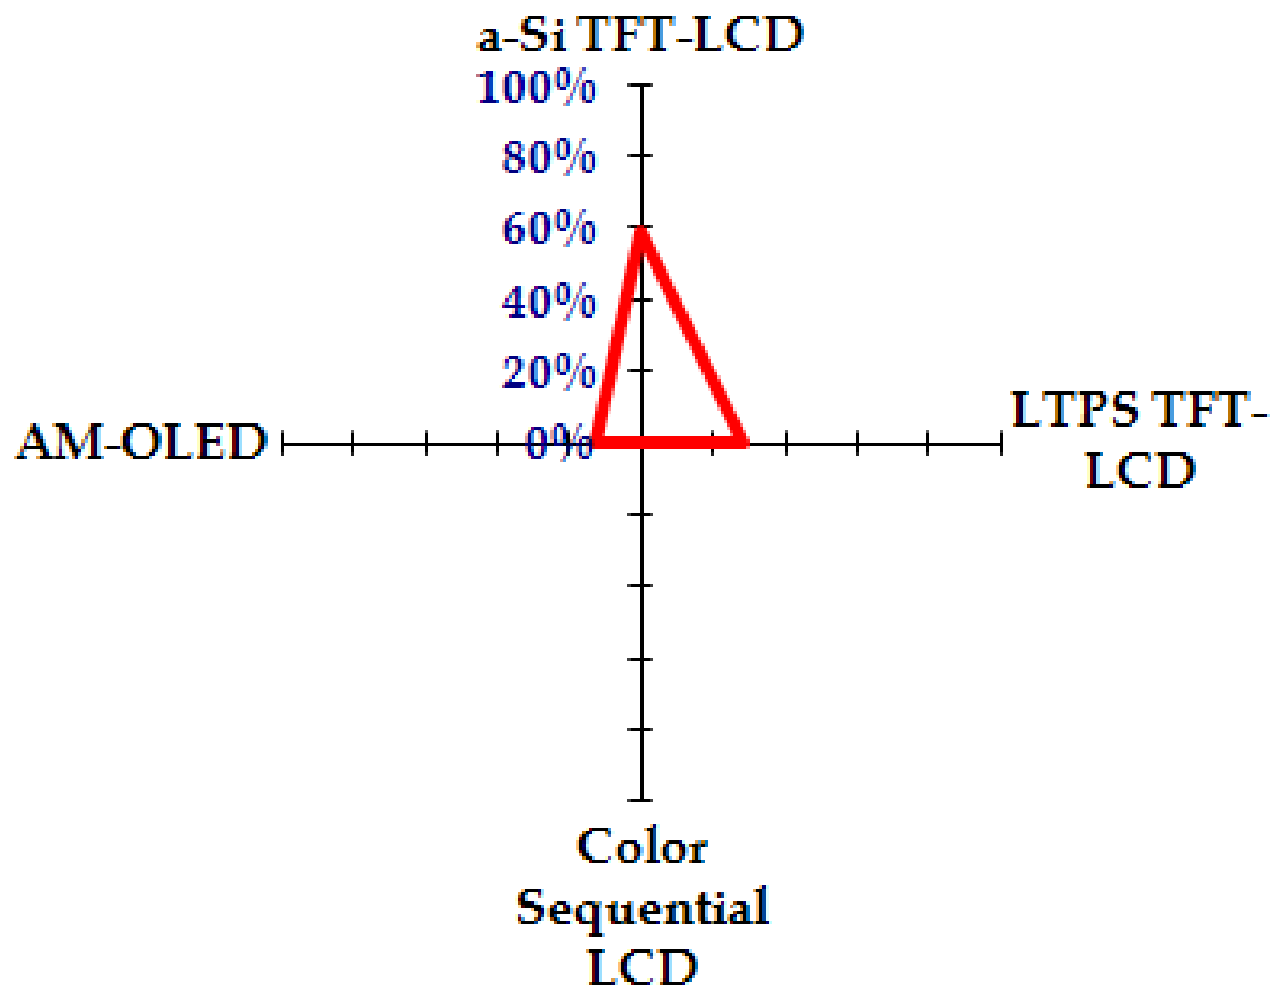 a-Si TFT-LCD
100%
80%
60%
40%
20%
0%
AM-OLED
LTPS TFT-
LCD
Color
Sequential
LCD